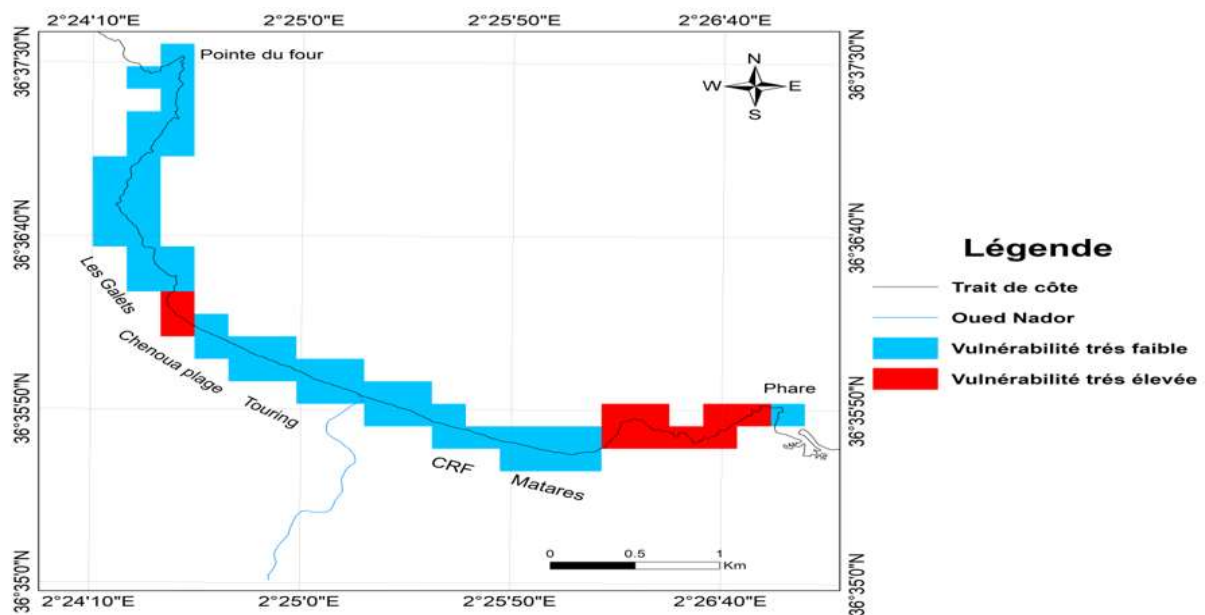 2°24'10"E 2°25'0"E 2°25'50"E 2°26'40"E
36°37'30"N
36°37'30"N
Pointe du four
N
W E
S
36°36'40"N
36°36'40"N
Légende
Trait de côte
Oued Nador
Vulnérabilité trés faible
Vulnérabilité trés élevée
Les Galets
Chenoua plage
Touring
Phare
36°35'50"N
36°35'50"N
CRF
Matares
0 0.5 1
Km
36°35'0"N
36°35'0"N
2°24'10"E 2°25'0"E 2°25'50"E 2°26'40"E